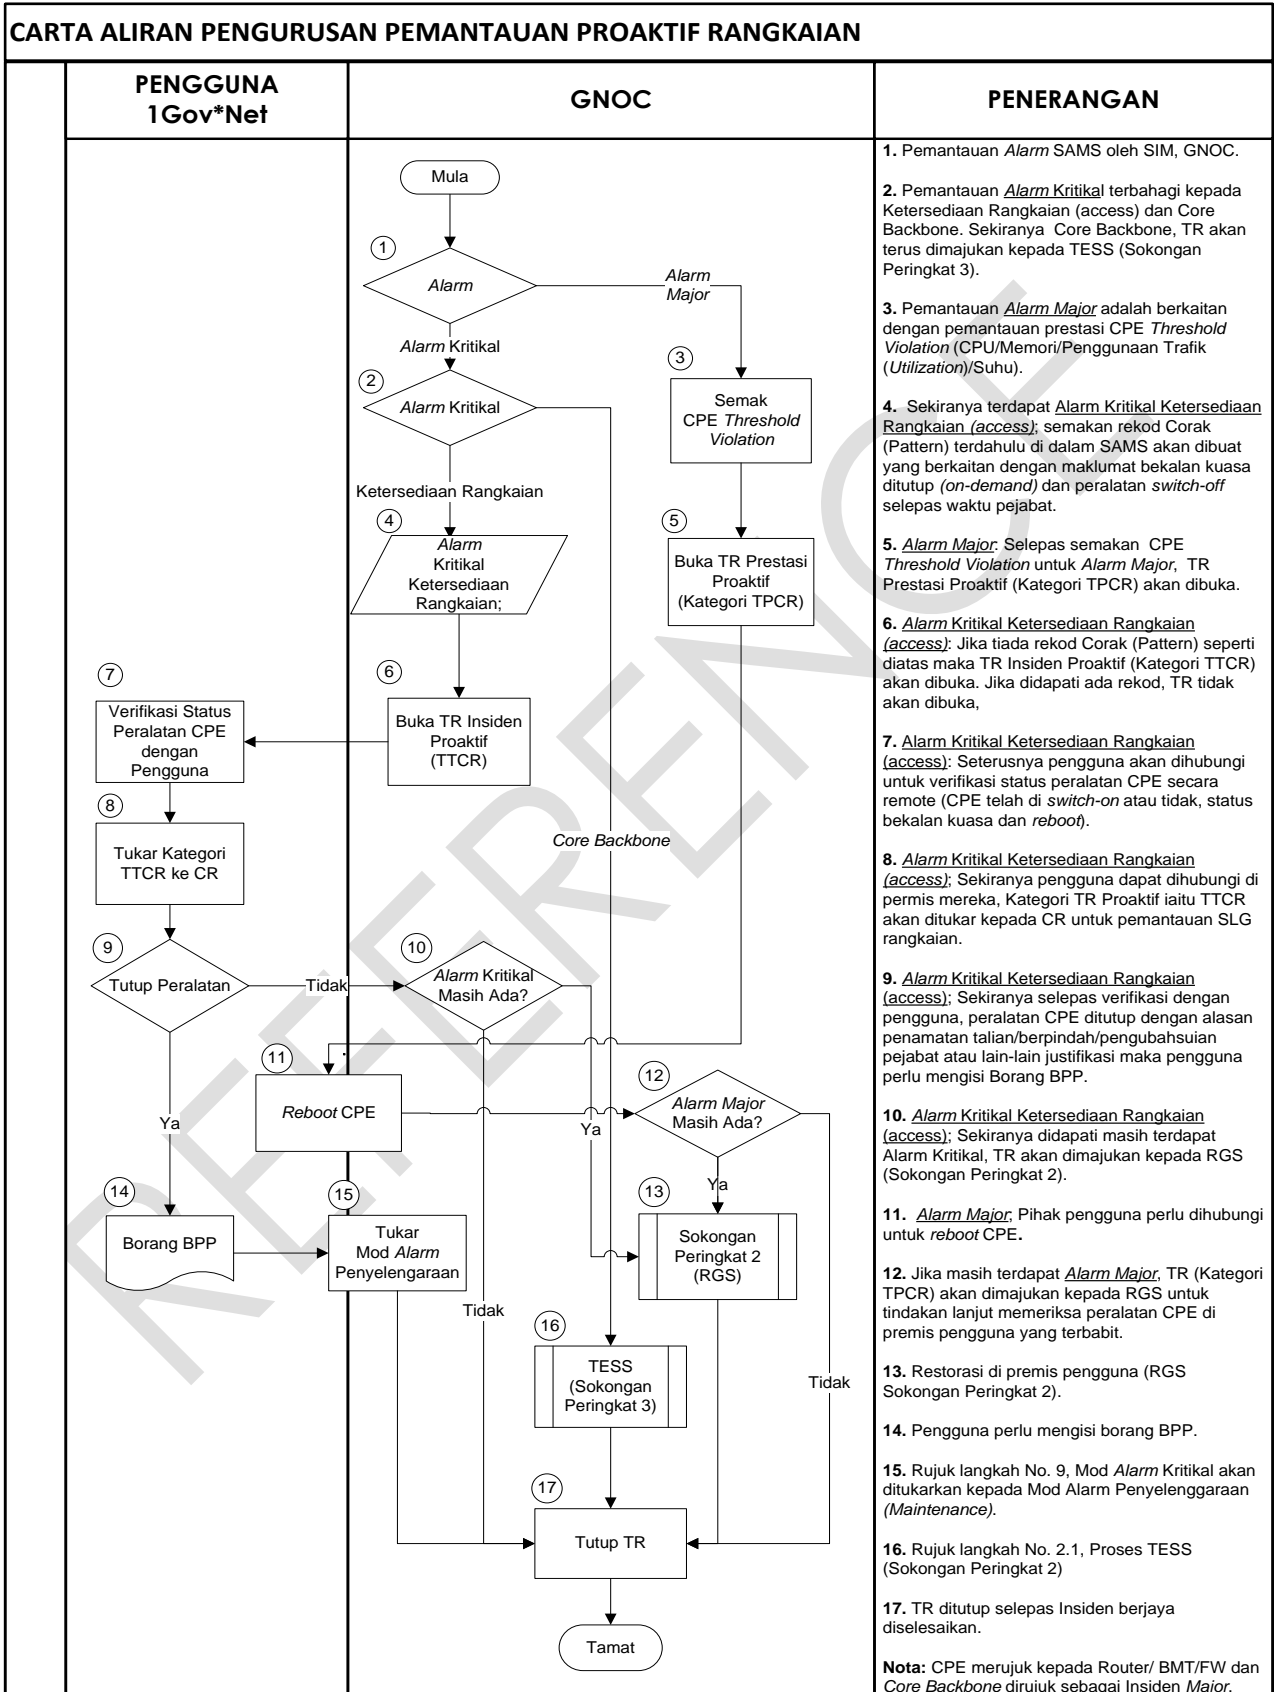 CARTA ALIRAN PENGURUSAN PEMANTAUAN PROAKTIF RANGKAIAN
PENGGUNA
1Gov*Net
GNOC
PENERANGAN
Mula
1
Alarm
Alarm
Major
Alarm Kritikal
2
Alarm Kritikal
3
Semak
CPE Threshold
Violation
Ketersediaan Rangkaian
4
Alarm
Kritikal
Ketersediaan
Rangkaian;
5
Buka TR Prestasi
Proaktif
(Kategori TPCR)
6
Buka TR Insiden
Proaktif
(TTCR)
7
Verifikasi Status
Peralatan CPE
dengan
Pengguna
8
Tukar Kategori
TTCR ke CR
Core Backbone
9
Tutup Peralatan
Tidak
10
Alarm Kritikal
Masih Ada?
11
Reboot CPE
12
Alarm Major
Masih Ada?
Ya
Ya
Ya
13
Sokongan
Peringkat 2
(RGS)
14
Borang BPP
15
Tukar
Mod Alarm
Penyelengaraan
Tidak
16
TESS
(Sokongan
Peringkat 3)
Tidak
17
Tutup TR
Tamat
1. Pemantauan Alarm SAMS oleh SIM, GNOC.
2. Pemantauan Alarm Kritikal terbahagi kepada
Ketersediaan Rangkaian (access) dan Core
Backbone. Sekiranya Core Backbone, TR akan
terus dimajukan kepada TESS (Sokongan
Peringkat 3).
3. Pemantauan Alarm Major adalah berkaitan
dengan pemantauan prestasi CPE Threshold
Violation (CPU/Memori/Penggunaan Trafik
(Utilization)/Suhu).
4. Sekiranya terdapat Alarm Kritikal Ketersediaan
Rangkaian (access); semakan rekod Corak
(Pattern) terdahulu di dalam SAMS akan dibuat
yang berkaitan dengan maklumat bekalan kuasa
ditutup (on-demand) dan peralatan switch-off
selepas waktu pejabat.
5. Alarm Major: Selepas semakan CPE
Threshold Violation untuk Alarm Major, TR
Prestasi Proaktif (Kategori TPCR) akan dibuka.
6. Alarm Kritikal Ketersediaan Rangkaian
(access): Jika tiada rekod Corak (Pattern) seperti
diatas maka TR Insiden Proaktif (Kategori TTCR)
akan dibuka. Jika didapati ada rekod, TR tidak
akan dibuka,
7. Alarm Kritikal Ketersediaan Rangkaian
(access): Seterusnya pengguna akan dihubungi
untuk verifikasi status peralatan CPE secara
remote (CPE telah di switch-on atau tidak, status
bekalan kuasa dan reboot).
8. Alarm Kritikal Ketersediaan Rangkaian
(access); Sekiranya pengguna dapat dihubungi di
permis mereka, Kategori TR Proaktif iaitu TTCR
akan ditukar kepada CR untuk pemantauan SLG
rangkaian.
9. Alarm Kritikal Ketersediaan Rangkaian
(access); Sekiranya selepas verifikasi dengan
pengguna, peralatan CPE ditutup dengan alasan
penamatan talian/berpindah/pengubahsuian
pejabat atau lain-lain justifikasi maka pengguna
perlu mengisi Borang BPP.
10. Alarm Kritikal Ketersediaan Rangkaian
(access); Sekiranya didapati masih terdapat
Alarm Kritikal, TR akan dimajukan kepada RGS
(Sokongan Peringkat 2).
11. Alarm Major; Pihak pengguna perlu dihubungi
untuk reboot CPE.
12. Jika masih terdapat Alarm Major, TR (Kategori
TPCR) akan dimajukan kepada RGS untuk
tindakan lanjut memeriksa peralatan CPE di
premis pengguna yang terbabit.
13. Restorasi di premis pengguna (RGS
Sokongan Peringkat 2).
14. Pengguna perlu mengisi borang BPP.
15. Rujuk langkah No. 9, Mod Alarm Kritikal akan
ditukarkan kepada Mod Alarm Penyelenggaraan
(Maintenance).
16. Rujuk langkah No. 2.1, Proses TESS
(Sokongan Peringkat 2)
17. TR ditutup selepas Insiden berjaya
diselesaikan.
Nota: CPE merujuk kepada Router/ BMT/FW dan
Core Backbone dirujuk sebagai Insiden Major.
REFERENCE